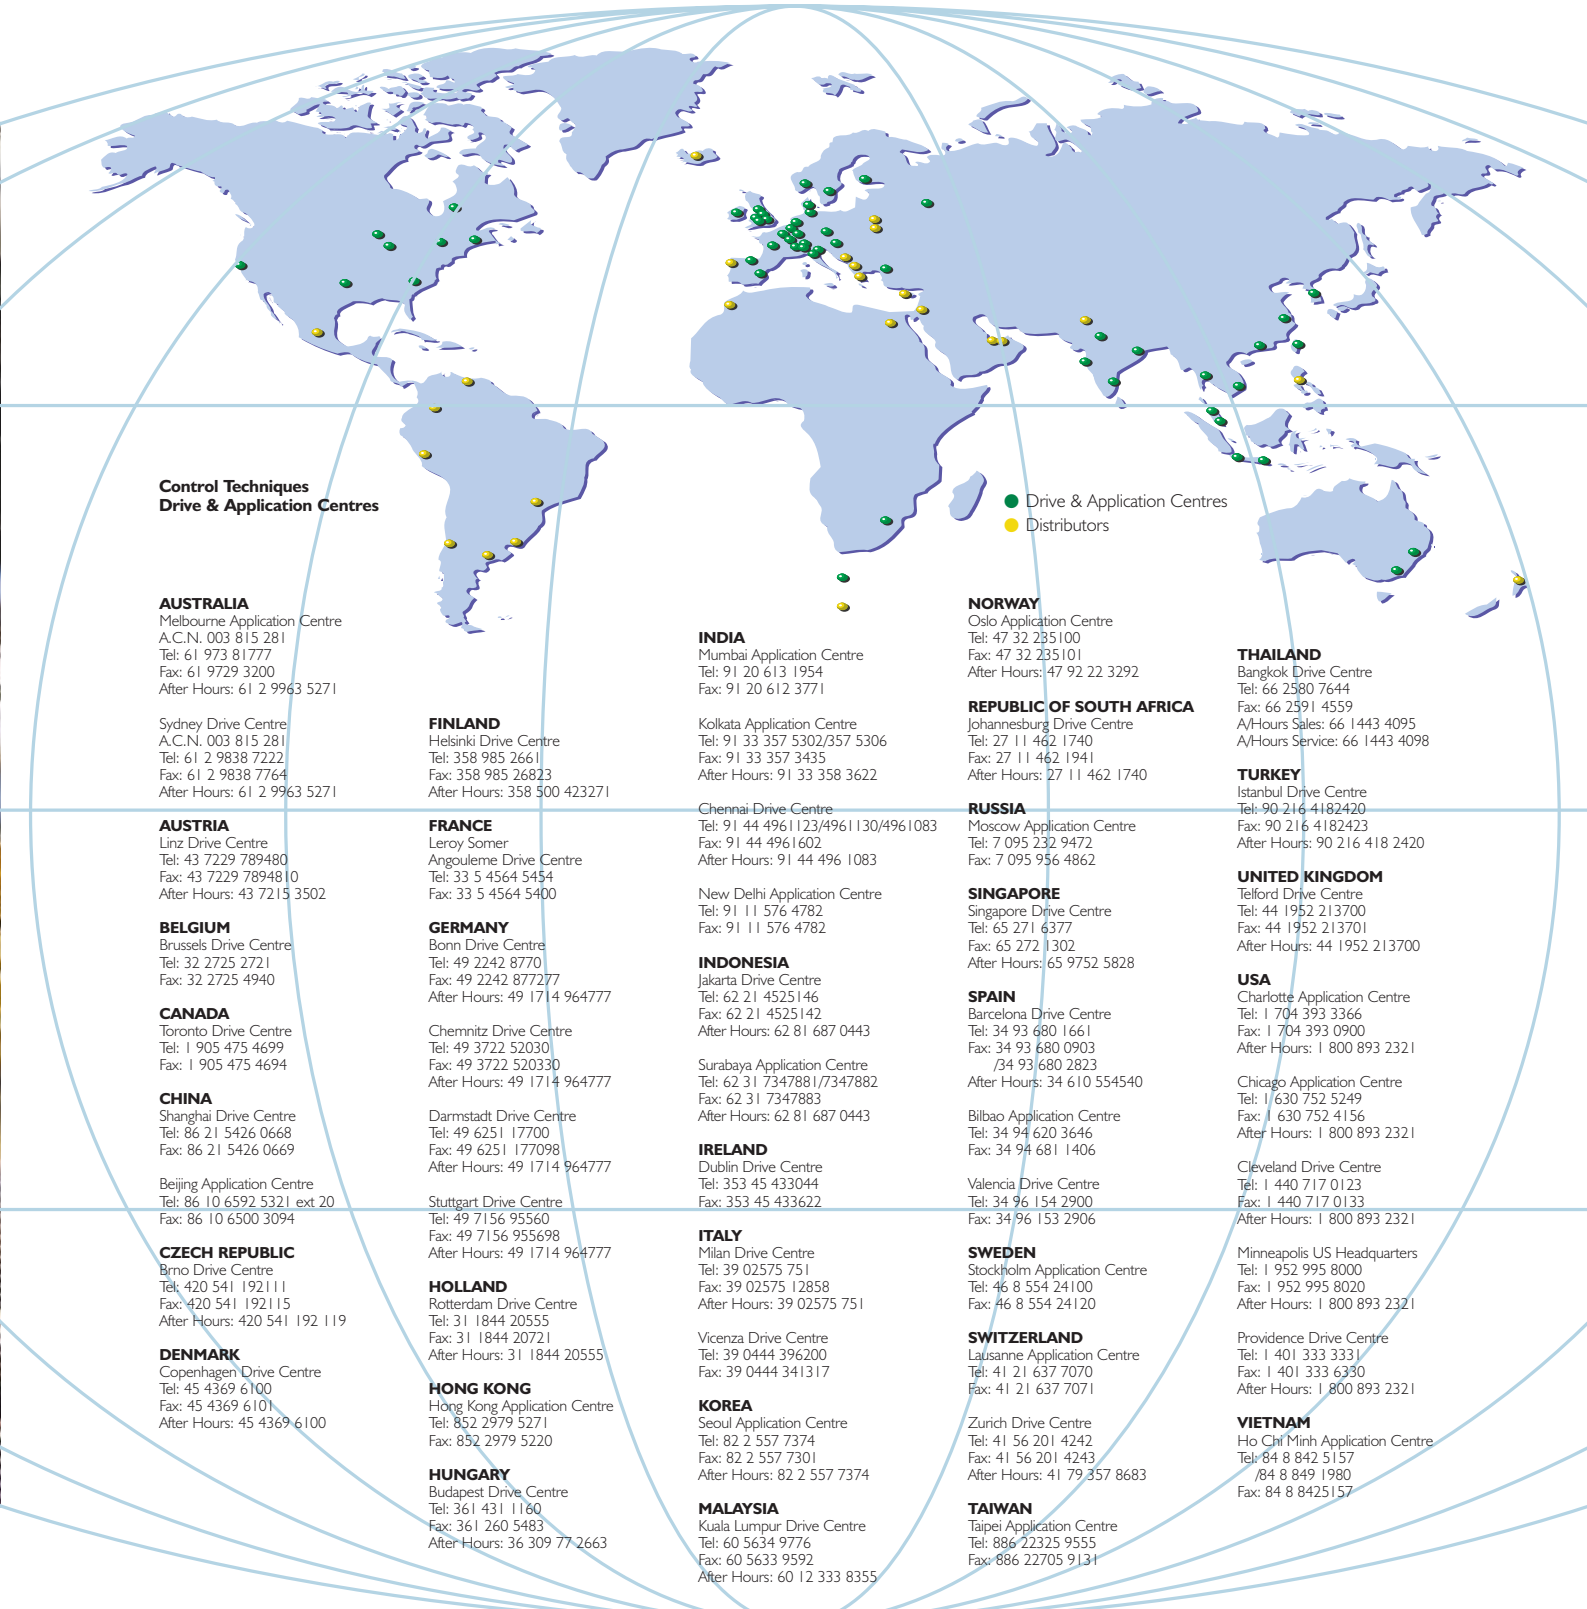 Control Techniques
Drive & Application Centres
Drive & Application Centres
Distributors
AUSTRALIA
Melbourne Application Centre
A.C.N. 003 815 281
Tel: 61 973 81777
Fax: 61 9729 3200
After Hours: 61 2 9963 5271
Sydney Drive Centre
A.C.N. 003 815 281
Tel: 61 2 9838 7222
Fax: 61 2 9838 7764
After Hours: 61 2 9963 5271
AUSTRIA
Linz Drive Centre
Tel: 43 7229 789480
Fax: 43 7229 7894810
After Hours: 43 7215 3502
BELGIUM
Brussels Drive Centre
Tel: 32 2725 2721
Fax: 32 2725 4940
CANADA
Toronto Drive Centre
Tel: 1 905 475 4699
Fax: 1 905 475 4694
CHINA
Shanghai Drive Centre
Tel: 86 21 5426 0668
Fax: 86 21 5426 0669
Beijing Application Centre
Tel: 86 10 6592 5321 ext 20
Fax: 86 10 6500 3094
CZECH REPUBLIC
Brno Drive Centre
Tel: 420 541 192111
Fax: 420 541 192115
After Hours: 420 541 192 119
DENMARK
Copenhagen Drive Centre
Tel: 45 4369 6100
Fax: 45 4369 6101
After Hours: 45 4369 6100
FINLAND
Helsinki Drive Centre
Tel: 358 985 2661
Fax: 358 985 26823
After Hours: 358 500 423271
FRANCE
Leroy Somer
Angouleme Drive Centre
Tel: 33 5 4564 5454
Fax: 33 5 4564 5400
GERMANY
Bonn Drive Centre
Tel: 49 2242 8770
Fax: 49 2242 877277
After Hours: 49 1714 964777
Chemnitz Drive Centre
Tel: 49 3722 52030
Fax: 49 3722 520330
After Hours: 49 1714 964777
Darmstadt Drive Centre
Tel: 49 6251 17700
Fax: 49 6251 177098
After Hours: 49 1714 964777
Stuttgart Drive Centre
Tel: 49 7156 95560
Fax: 49 7156 955698
After Hours: 49 1714 964777
HOLLAND
Rotterdam Drive Centre
Tel: 31 1844 20555
Fax: 31 1844 20721
After Hours: 31 1844 20555
HONG KONG
Hong Kong Application Centre
Tel: 852 2979 5271
Fax: 852 2979 5220
HUNGARY
Budapest Drive Centre
Tel: 361 431 1160
Fax: 361 260 5483
After Hours: 36 309 77 2663
INDIA
Mumbai Application Centre
Tel: 91 20 613 1954
Fax: 91 20 612 3771
Kolkata Application Centre
Tel: 91 33 357 5302/357 5306
Fax: 91 33 357 3435
After Hours: 91 33 358 3622
Chennai Drive Centre
Tel: 91 44 4961123/4961130/4961083
Fax: 91 44 4961602
After Hours: 91 44 496 1083
New Delhi Application Centre
Tel: 91 11 576 4782
Fax: 91 11 576 4782
INDONESIA
Jakarta Drive Centre
Tel: 62 21 4525146
Fax: 62 21 4525142
After Hours: 62 81 687 0443
Surabaya Application Centre
Tel: 62 31 7347881/7347882
Fax: 62 31 7347883
After Hours: 62 81 687 0443
IRELAND
Dublin Drive Centre
Tel: 353 45 433044
Fax: 353 45 433622
ITALY
Milan Drive Centre
Tel: 39 02575 751
Fax: 39 02575 12858
After Hours: 39 02575 751
Vicenza Drive Centre
Tel: 39 0444 396200
Fax: 39 0444 341317
KOREA
Seoul Application Centre
Tel: 82 2 557 7374
Fax: 82 2 557 7301
After Hours: 82 2 557 7374
MALAYSIA
Kuala Lumpur Drive Centre
Tel: 60 5634 9776
Fax: 60 5633 9592
After Hours: 60 12 333 8355
NORWAY
Oslo Application Centre
Tel: 47 32 235100
Fax: 47 32 235101
After Hours: 47 92 22 3292
REPUBLIC OF SOUTH AFRICA
Johannesburg Drive Centre
Tel: 27 11 462 1740
Fax: 27 11 462 1941
After Hours: 27 11 462 1740
RUSSIA
Moscow Application Centre
Tel: 7 095 232 9472
Fax: 7 095 956 4862
SINGAPORE
Singapore Drive Centre
Tel: 65 271 6377
Fax: 65 272 1302
After Hours: 65 9752 5828
SPAIN
Barcelona Drive Centre
Tel: 34 93 680 1661
Fax: 34 93 680 0903
/34 93 680 2823
After Hours: 34 610 554540
Bilbao Application Centre
Tel: 34 94 620 3646
Fax: 34 94 681 1406
Valencia Drive Centre
Tel: 34 96 154 2900
Fax: 34 96 153 2906
SWEDEN
Stockholm Application Centre
Tel: 46 8 554 24100
Fax: 46 8 554 24120
SWITZERLAND
Lausanne Application Centre
Tel: 41 21 637 7070
Fax: 41 21 637 7071
Zurich Drive Centre
Tel: 41 56 201 4242
Fax: 41 56 201 4243
After Hours: 41 79 357 8683
TAIWAN
Taipei Application Centre
Tel: 886 22325 9555
Fax: 886 22705 9131
THAILAND
Bangkok Drive Centre
Tel: 66 2580 7644
Fax: 66 2591 4559
A/Hours Sales: 66 1443 4095
A/Hours Service: 66 1443 4098
TURKEY
Istanbul Drive Centre
Tel: 90 216 4182420
Fax: 90 216 4182423
After Hours: 90 216 418 2420
UNITED KINGDOM
Telford Drive Centre
Tel: 44 1952 213700
Fax: 44 1952 213701
After Hours: 44 1952 213700
USA
Charlotte Application Centre
Tel: 1 704 393 3366
Fax: 1 704 393 0900
After Hours: 1 800 893 2321
Chicago Application Centre
Tel: 1 630 752 5249
Fax: 1 630 752 4156
After Hours: 1 800 893 2321
Cleveland Drive Centre
Tel: 1 440 717 0123
Fax: 1 440 717 0133
After Hours: 1 800 893 2321
Minneapolis US Headquarters
Tel: 1 952 995 8000
Fax: 1 952 995 8020
After Hours: 1 800 893 2321
Providence Drive Centre
Tel: 1 401 333 3331
Fax: 1 401 333 6330
After Hours: 1 800 893 2321
VIETNAM
Ho Chi Minh Application Centre
Tel: 84 8 842 5157
/84 8 849 1980
Fax: 84 8 8425157